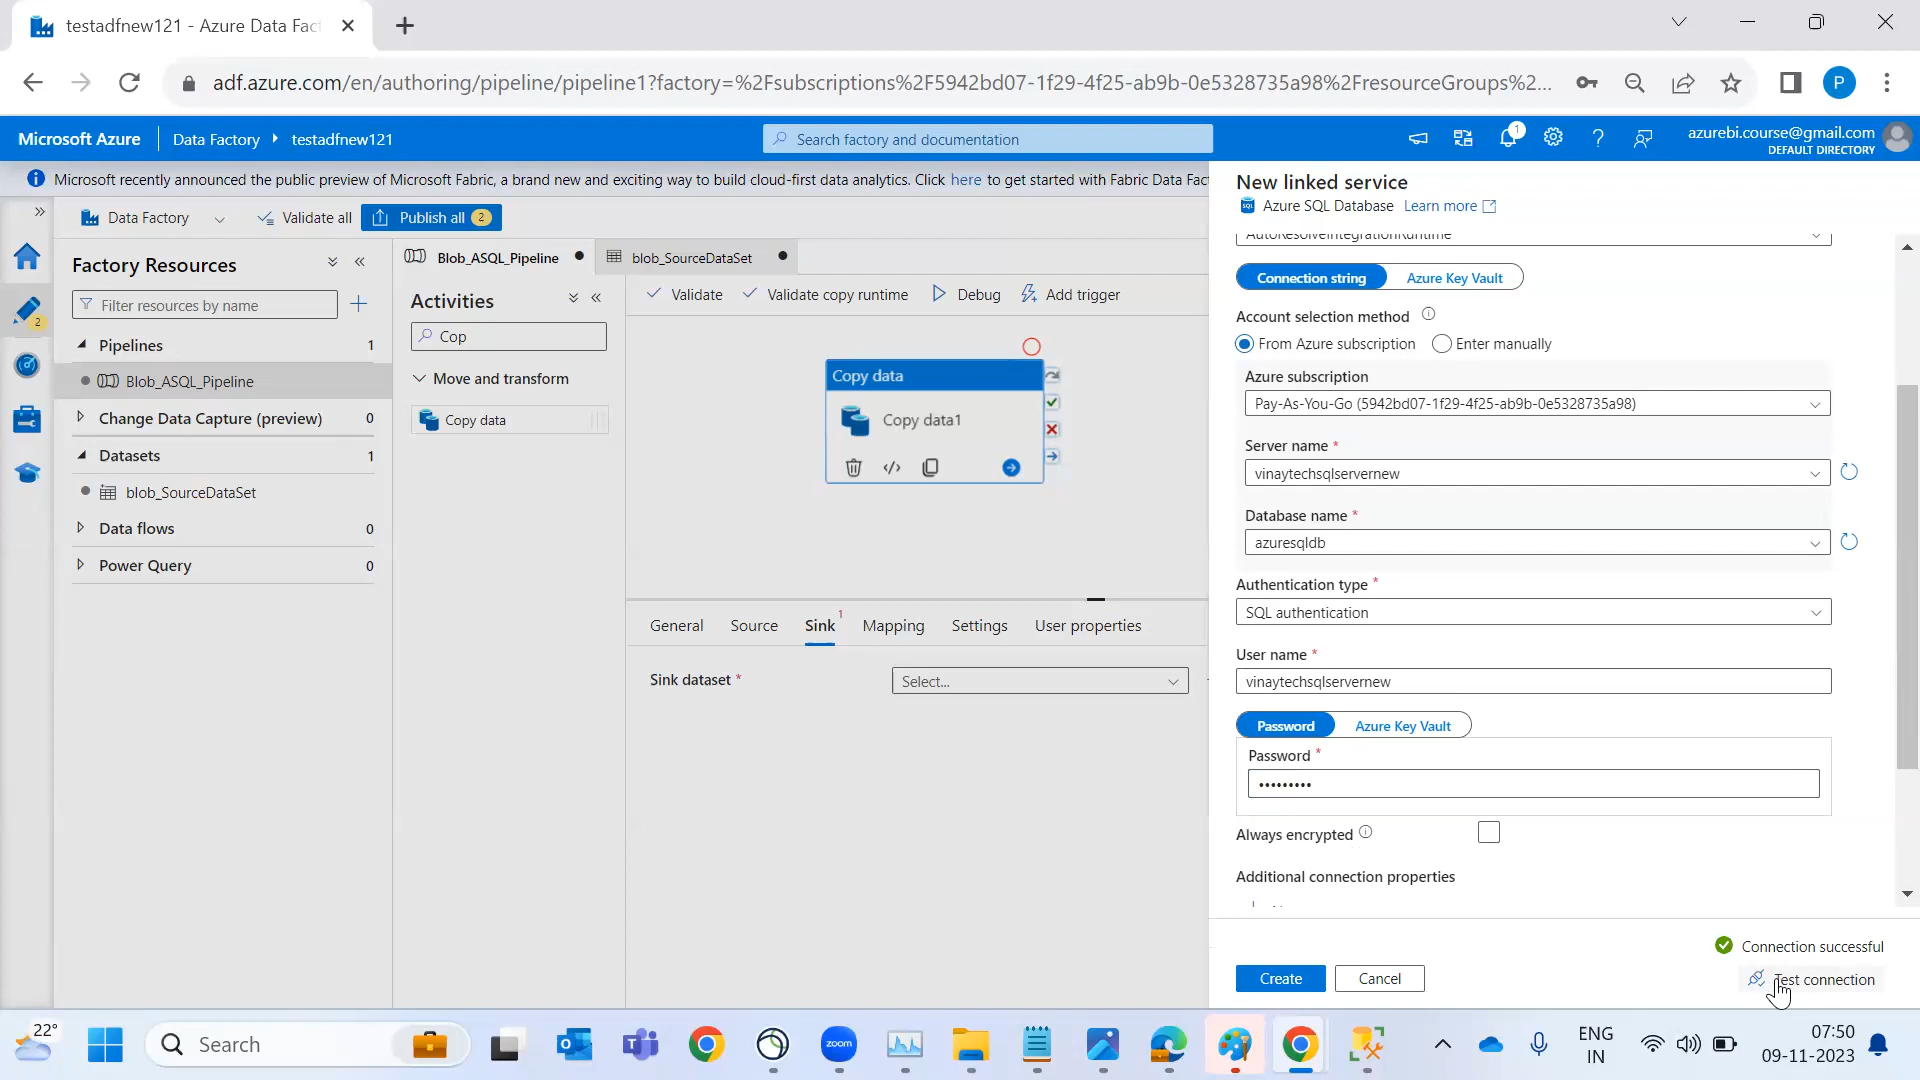 testadfnew121 - Azure Data Fac
adf.azure.com/en/authoring/pipeline/pipeline1?factory=%2Fsubscriptions%2F5942bd07-1f29-4f25-ab9b-0e5328735a98%2FresourceGroups%2...
P
Microsoft Azure
Data Factory
testadfnew121
Search factory and documentation
1
azurebi.course@gmail.com
DEFAULT DIRECTORY
Microsoft recently announced the public preview of Microsoft Fabric, a brand new and exciting way to build cloud-first data analytics. Click here to get started with Fabric Data Fac
Data Factory
Validate all
Publish all 2
Factory Resources
Filter resources by name
2
Pipelines 1
Blob_ASQL_Pipeline
Change Data Capture (preview) 0
Datasets 1
blob_SourceDataSet
Data flows 0
Power Query 0
Blob_ASQL_Pipeline
blob_SourceDataSet
Activities
Cop
Move and transform
Copy data
Validate
Validate copy runtime
Debug
Add trigger
Copy data
Copy data1
General
Source
Sink 1
Mapping
Settings
User properties
Sink dataset *
Select...
New linked service
SQL Azure SQL Database Learn more
AutoResolveIntegrationRuntime
Connection string
Azure Key Vault
Account selection method
From Azure subscription
Enter manually
Azure subscription
Pay-As-You-Go (5942bd07-1f29-4f25-ab9b-0e5328735a98)
Server name *
vinaytechsqlservernew
Database name *
azuresqldb
Authentication type *
SQL authentication
User name *
vinaytechsqlservernew
Password
Azure Key Vault
Password *
•••••••••
Always encrypted
Additional connection properties
Connection successful
Create
Cancel
Test connection
22°
Search
zoom
ENG
IN
07:50
09-11-2023